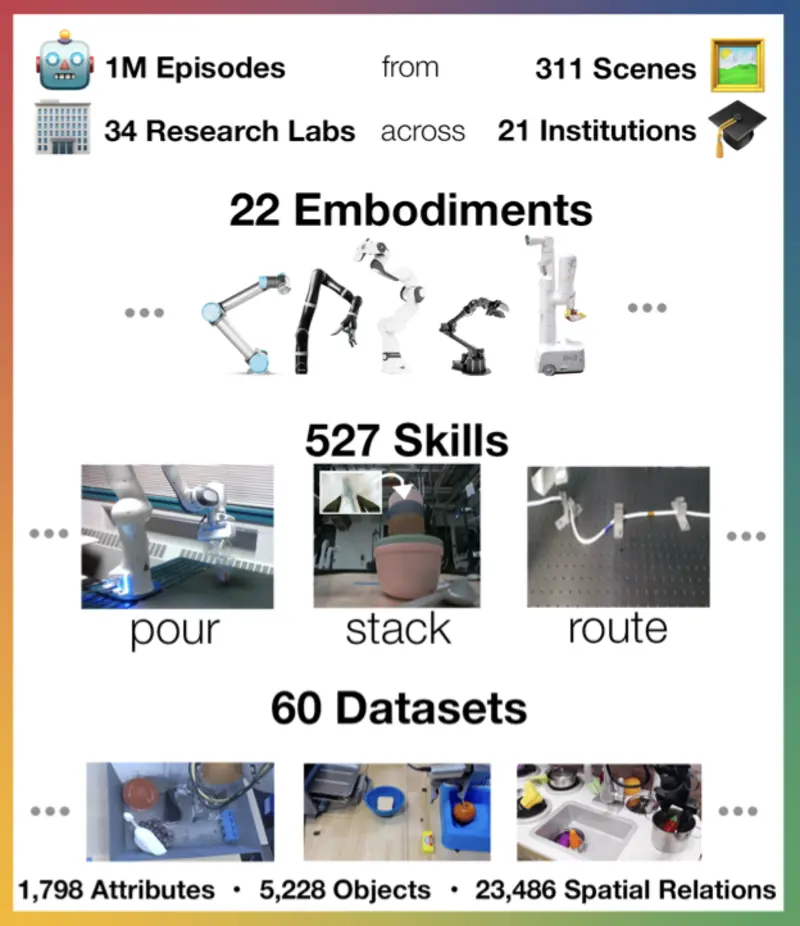 1M Episodes from 311 Scenes
34 Research Labs across 21 Institutions
22 Embodiments
527 Skills
pour stack route
60 Datasets
1,798 Attributes • 5,228 Objects • 23,486 Spatial Relations